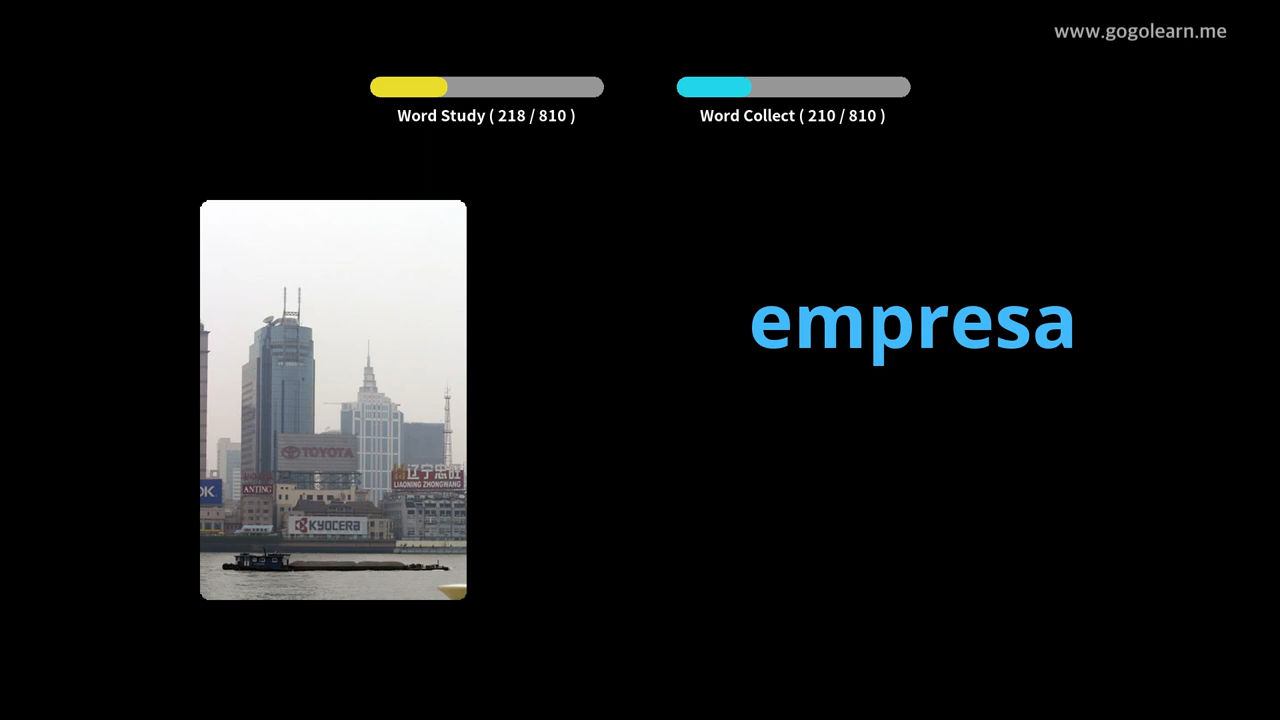 www.gogolearn.me
Word Study ( 218 / 810 )
Word Collect ( 210 / 810 )
empresa
TOYOTA
辽宁忠旺
LIAONING ZHONGWANG
ANTING
KYOCERA